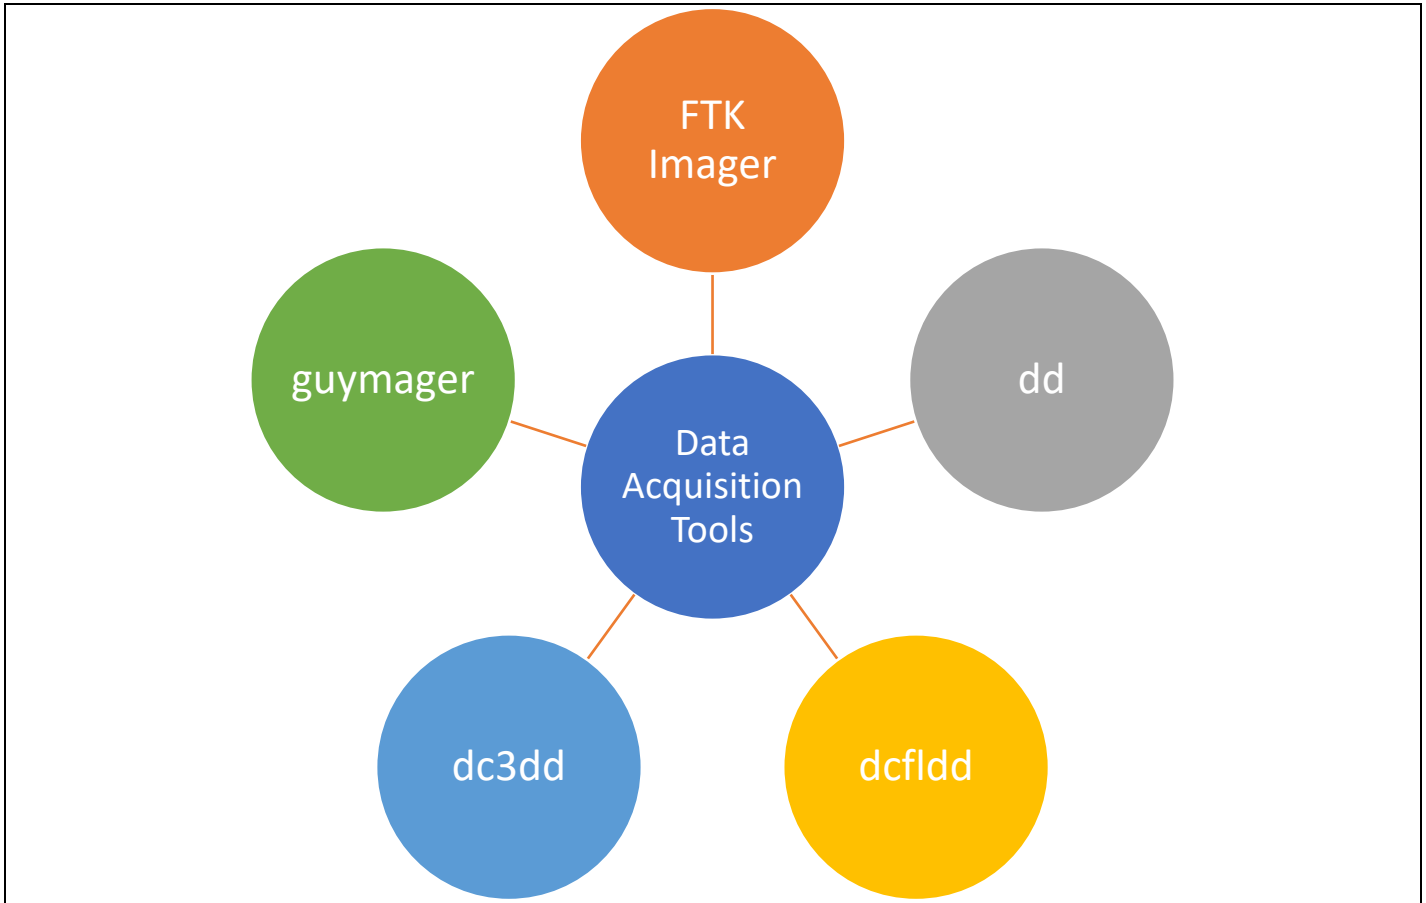 FTK
Imager
guymager
dd
Data
Acquisition
Tools
dc3dd
dcfldd